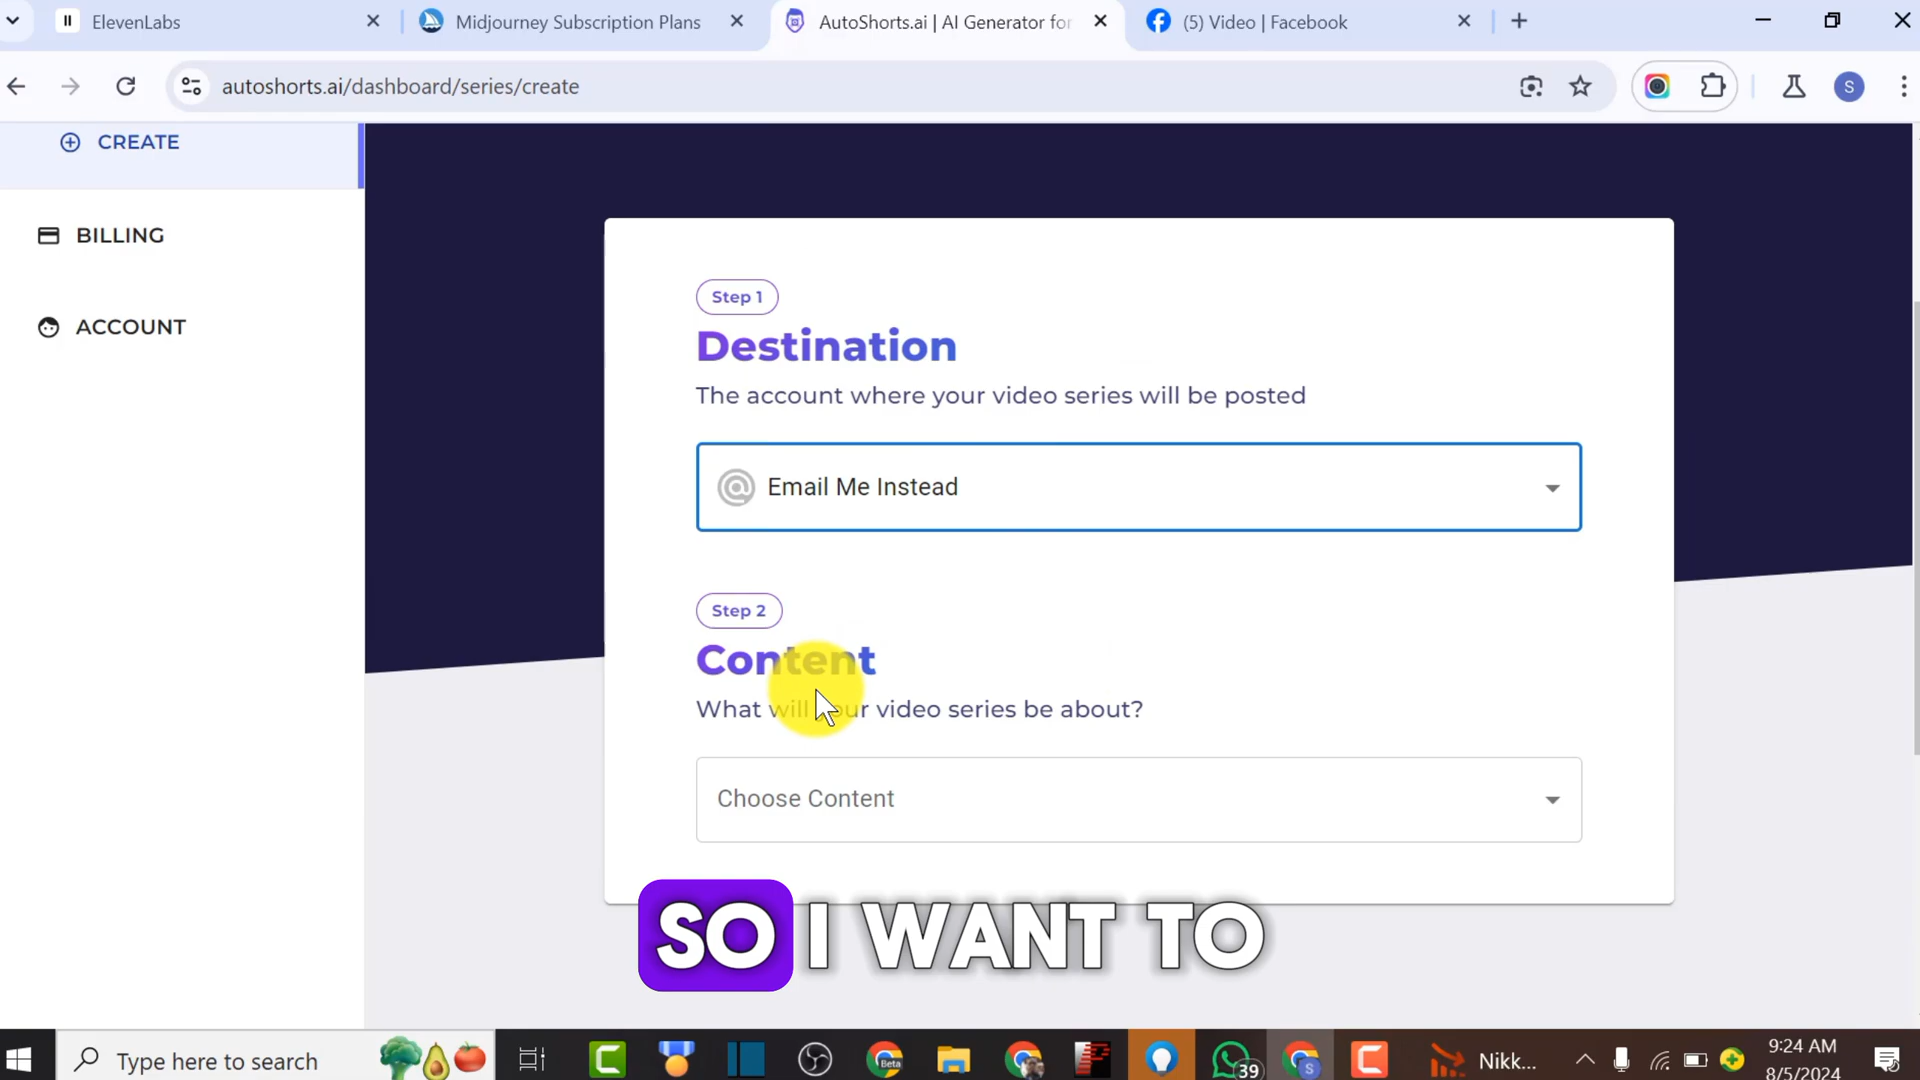 ElevenLabs
Midjourney Subscription Plans
AutoShorts.ai | AI Generator for
(5) Video | Facebook
autoshorts.ai/dashboard/series/create
S
CREATE
BILLING
ACCOUNT
Step 1
Destination
The account where your video series will be posted
Email Me Instead
Step 2
Content
What will your video series be about?
Choose Content
SO I WANT TO
Type here to search
Beta
39
S
Nikk...
9:24 AM
8/5/2024